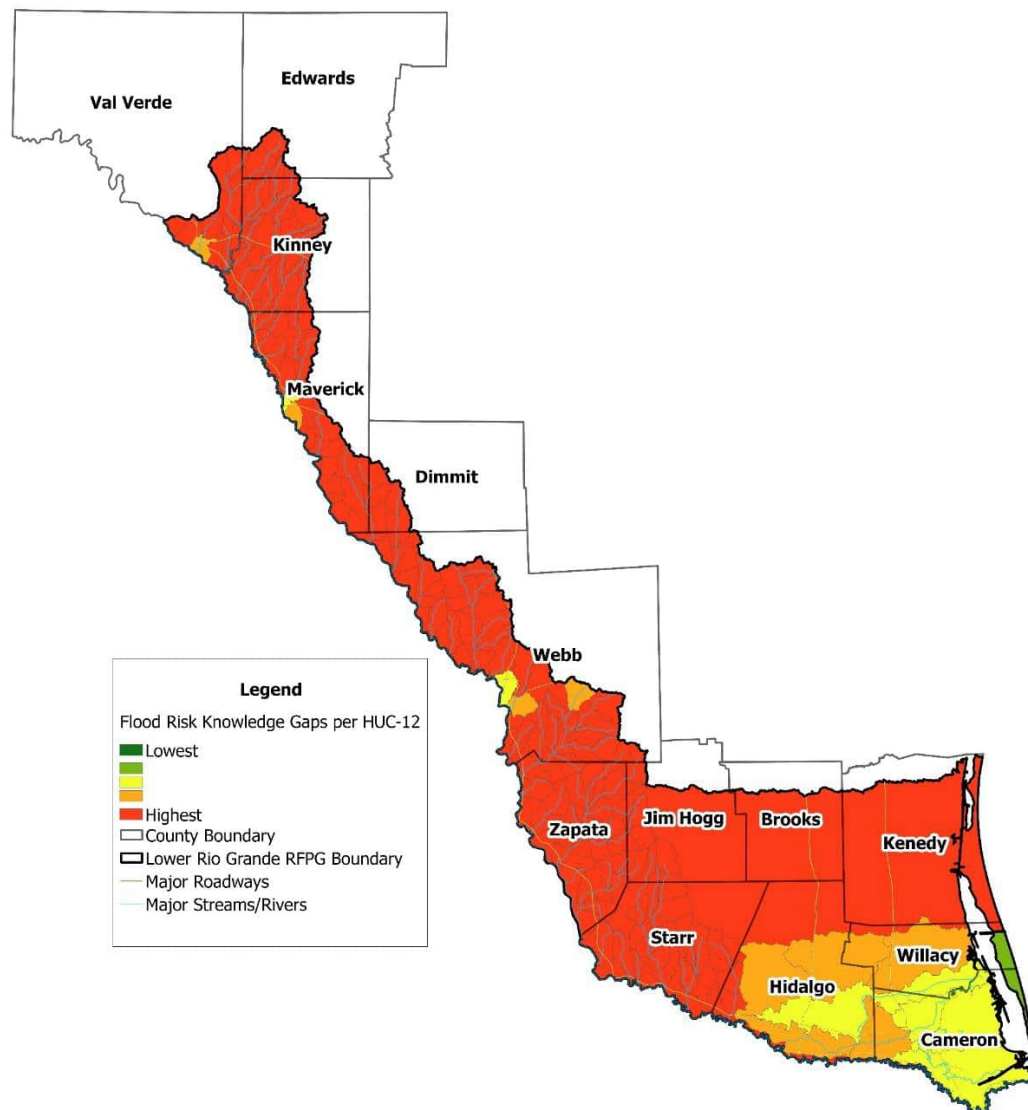 Edwards
Val Verde
Kinney
Maverick
Dimmit
Webb
Legend
Flood Risk Knowledge Gaps per HUC-12
Lowest
Highest
County Boundary
Lower Rio Grande RFPG Boundary
Major Roadways
Major Streams/Rivers
Zapata
Jim Hogg
Brooks
Kenedy
Starr
Willacy
Hidalgo
Cameron